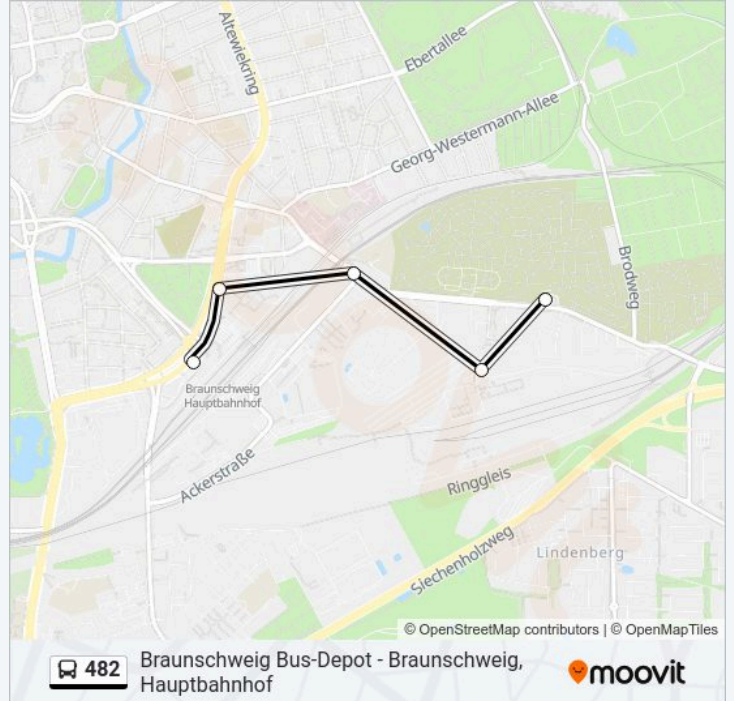 Altewiekring
Ebertallee
Georg-Westermann-Allee
Brodweg
Braunschweig
Hauptbahnhof
Ackerstraße
Ringgleis
Siechenholzweg
Lindenberg
© OpenStreetMap contributors | © OpenMapTiles
482
Braunschweig Bus-Depot - Braunschweig,
Hauptbahnhof
moovit